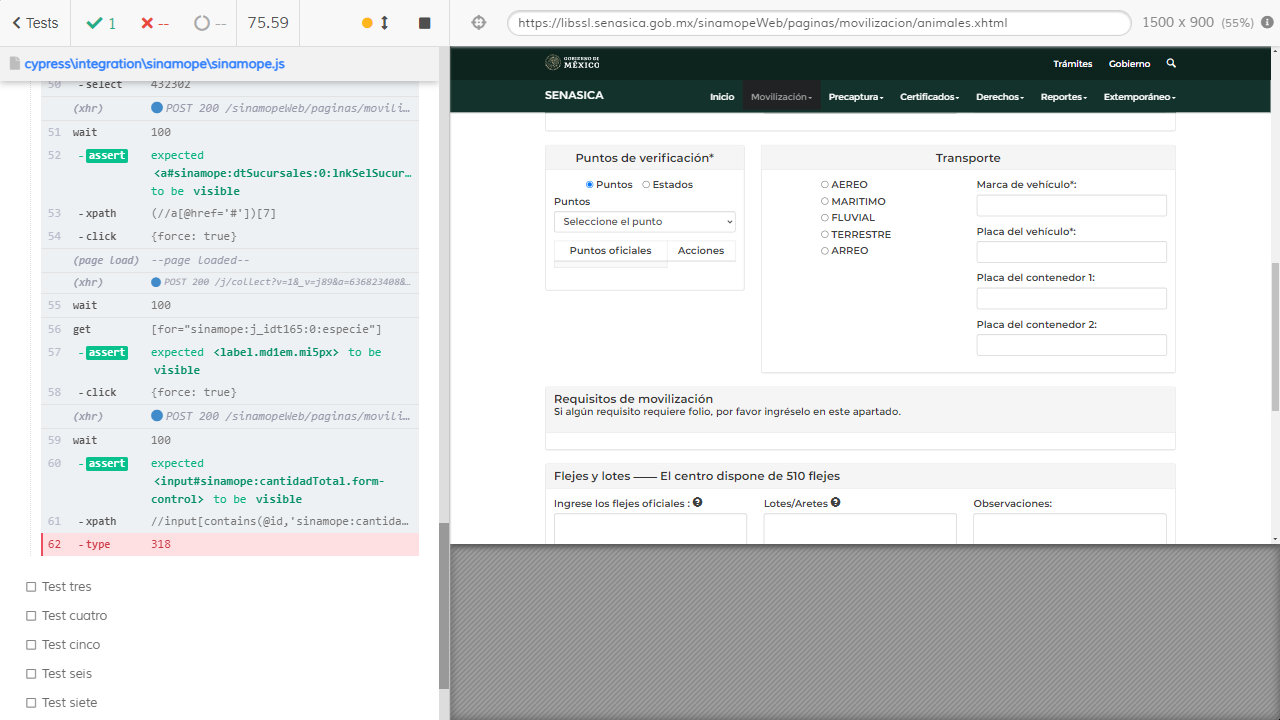 Tests
1
--
--
75.59
https://libssl.senasica.gob.mx/sinamopeWeb/paginas/movilizacion/animales.xhtml
1500 x 900 (55%)
cypress\integration\sinamope\sinamope.js
50 -select 432302
(xhr) POST 200 /sinamopeWeb/paginas/movili...
51 wait 100
52 -assert expected
<a#sinamope:dtSucursales:0:lnkSelSucur...
to be visible
53 -xpath (//a[@href='#'])[7]
54 -click {force: true}
(page load) --page loaded--
(xhr) POST 200 /j/collect?v=1&_v=j89&a=636823408&...
55 wait 100
56 get [for="sinamope:j_idt165:0:especie"]
57 -assert expected <label.md1em.mi5px> to be
visible
58 -click {force: true}
(xhr) POST 200 /sinamopeWeb/paginas/movili...
59 wait 100
60 -assert expected
<input#sinamope:cantidadTotal.form-
control> to be visible
61 -xpath //input[contains(@id,'sinamope:cantida...
62 -type 318
Test tres
Test cuatro
Test cinco
Test seis
Test siete
GOBIERNO DE
MÉXICO
Trámites Gobierno
SENASICA
Inicio Movilización Precaptura Certificados Derechos Reportes Extemporáneo
Puntos de verificación*
Puntos Estados
Puntos
Seleccione el punto
Puntos oficiales Acciones
Transporte
AEREO
MARITIMO
FLUVIAL
TERRESTRE
ARREO
Marca de vehículo*:
Placa del vehículo*:
Placa del contenedor 1:
Placa del contenedor 2:
Requisitos de movilización
Si algún requisito requiere folio, por favor ingréselo en este apartado.
Flejes y lotes —— El centro dispone de 510 flejes
Ingrese los flejes oficiales :
Lotes/Aretes
Observaciones: